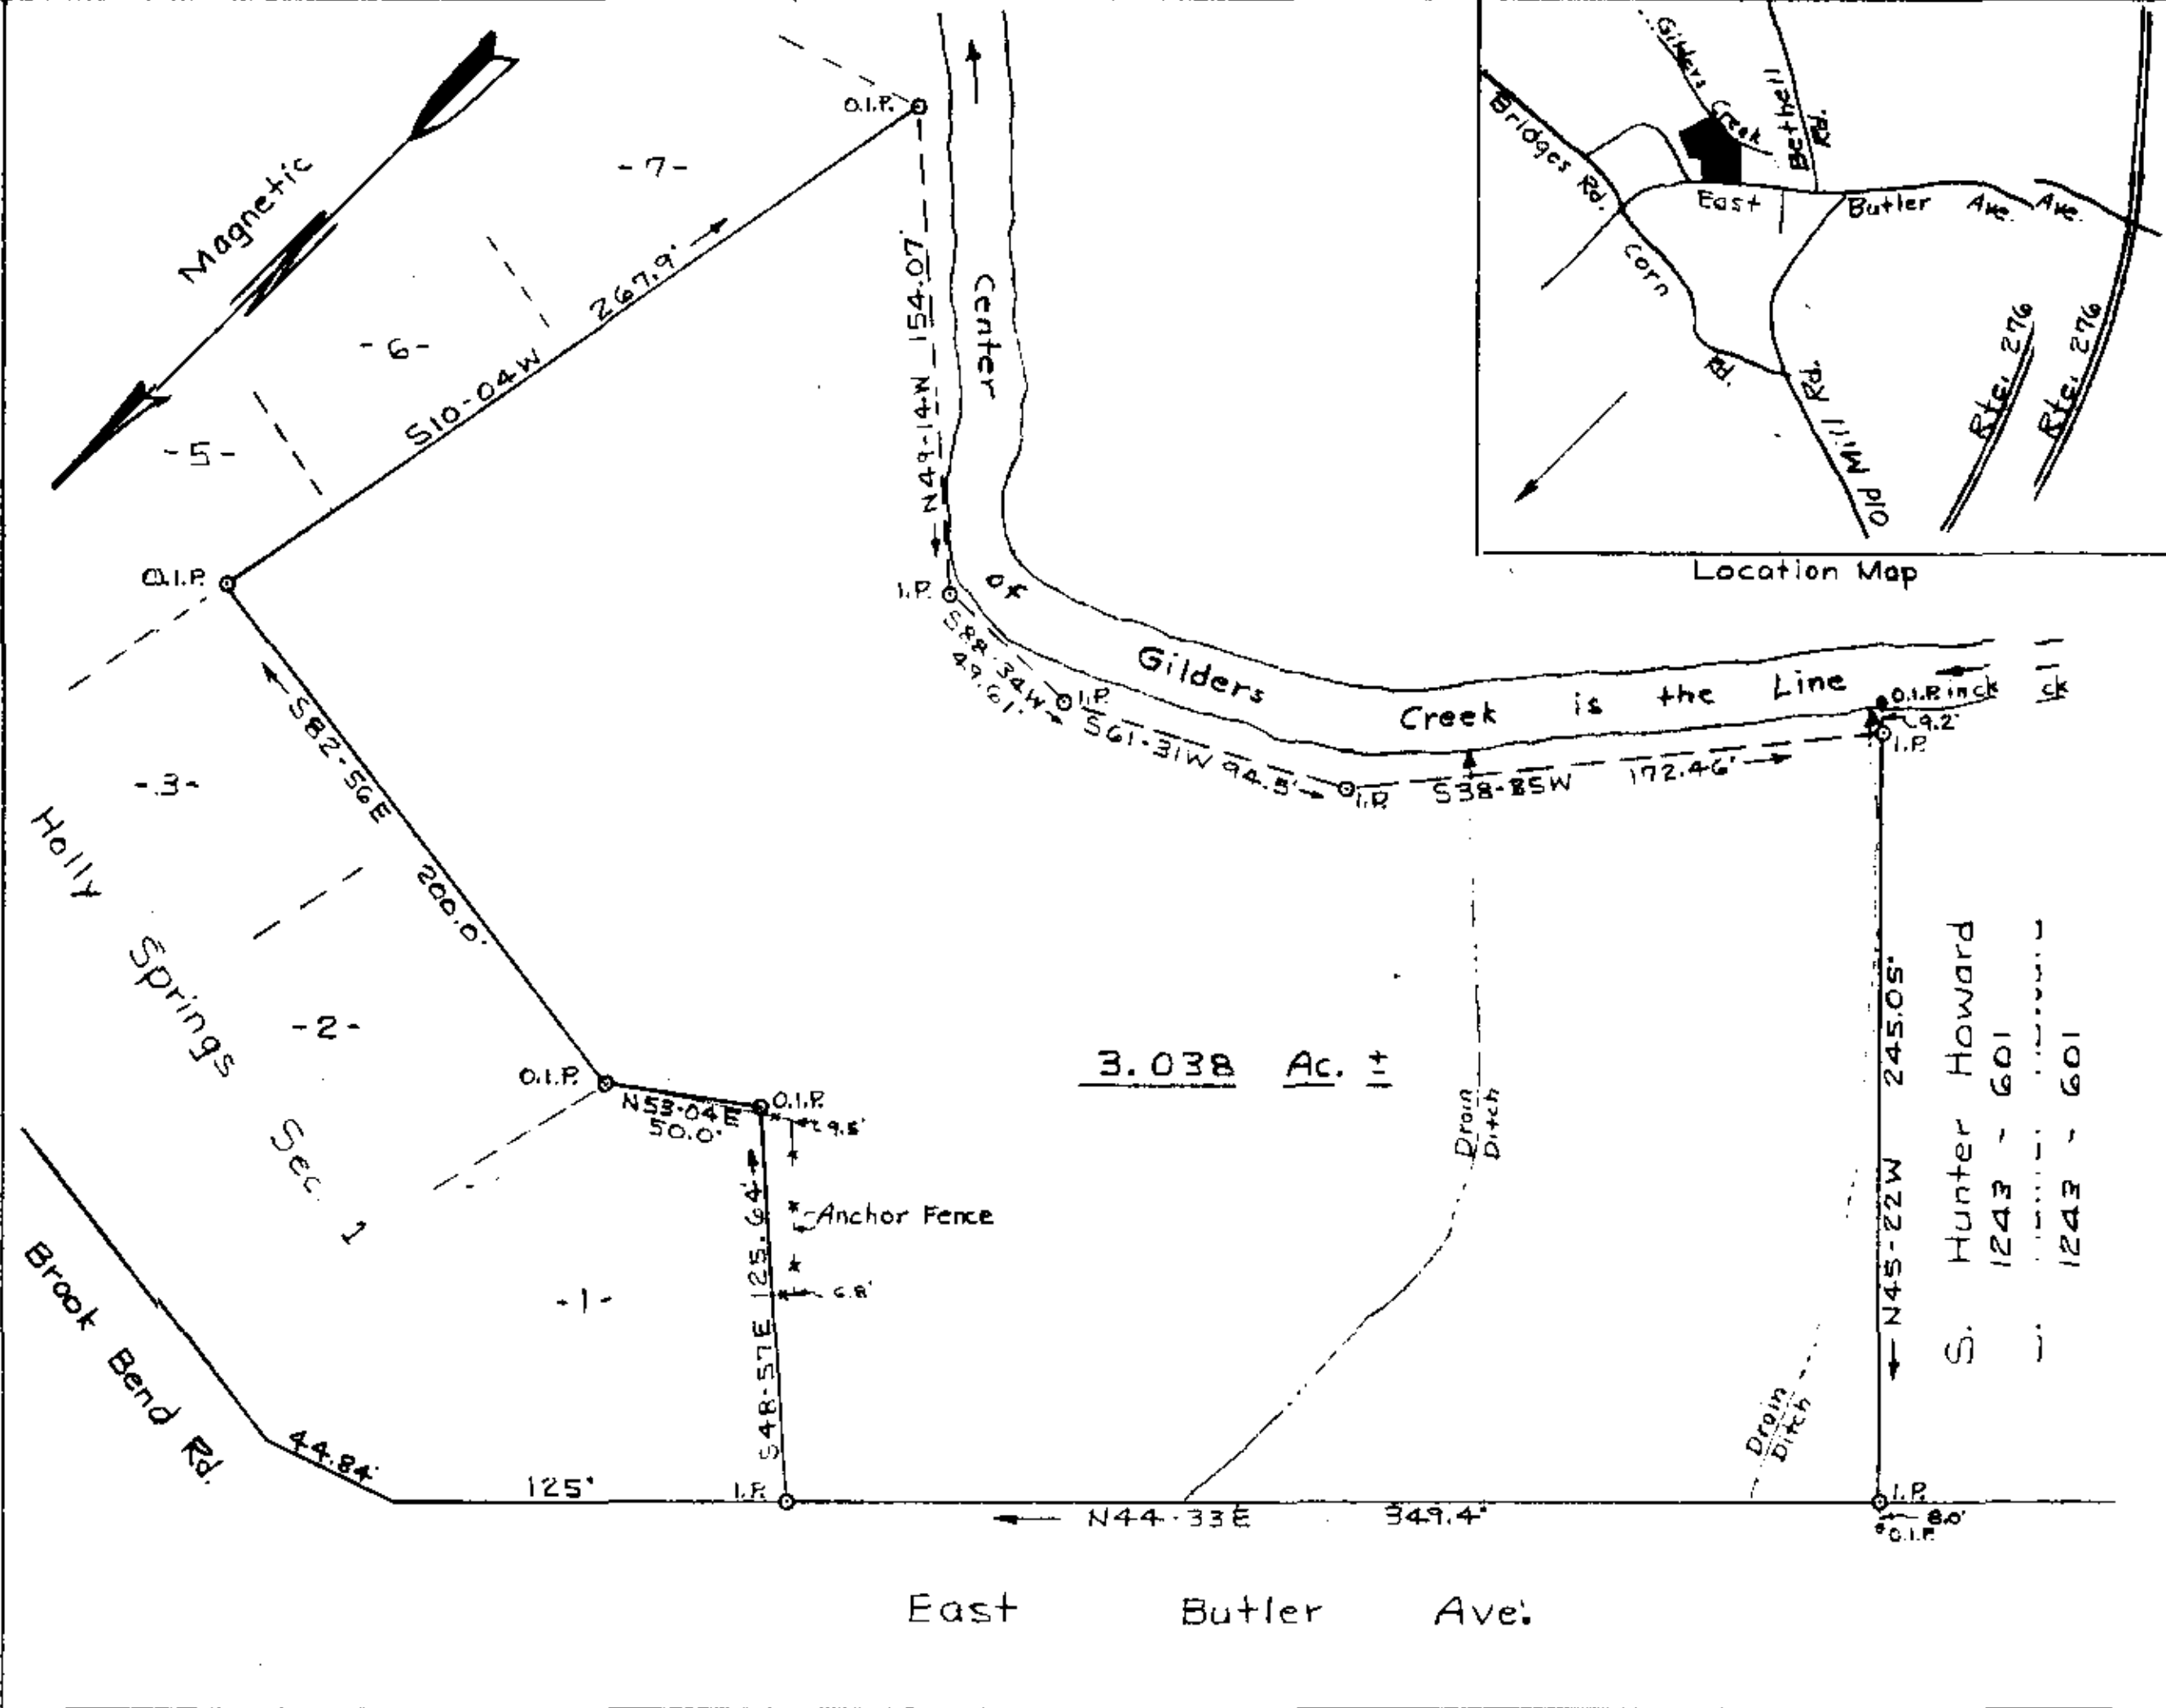 Magnetic
O.I.P.
-7-
-6-
-5-
S10-04W 267.9'
N49-14W 154.07'
Center
of
Gilders
Creek is the Line
O.I.P.
I.P.
S88-34W
49.61'
I.P.
S61-31W 94.5'
I.P.
172.46'
O.I.P. in ck
ck
9.2'
I.P.
Gilders
Creek
Bethell
Rd.
Bridges Rd.
East Butler Ave. Ave.
Corn
Rd.
Old Mill Rd.
Rte. 276
Rte. 276
Location Map
S82-56E
200.0'
-3-
Holly
Springs
Sec. 1
-2-
O.I.P.
N53-04E
50.0'
O.I.P.
Anchor Fence
6.8'
S48-57E 125.64'
-1-
3.038 Ac. ±
Drain
Ditch
Drain
Ditch
N45-22W 245.05'
S. Hunter Howard
1243 - 601
1243 - 601
Brook Bend Rd.
44.84'
125'
I.P.
N44-33E 349.4'
I.P.
8.0'
O.I.P.
East Butler Ave.